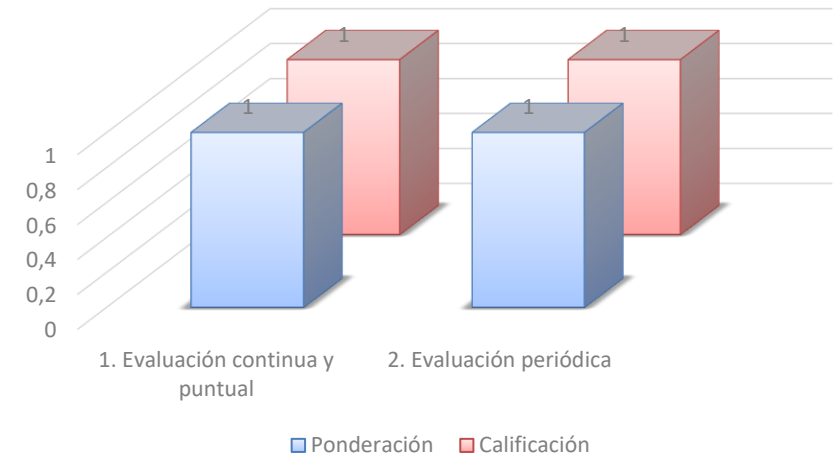 1
1
1
1
1
0,8
0,6
0,4
0,2
0
1. Evaluación continua y
puntual
2. Evaluación periódica
Ponderación
Calificación